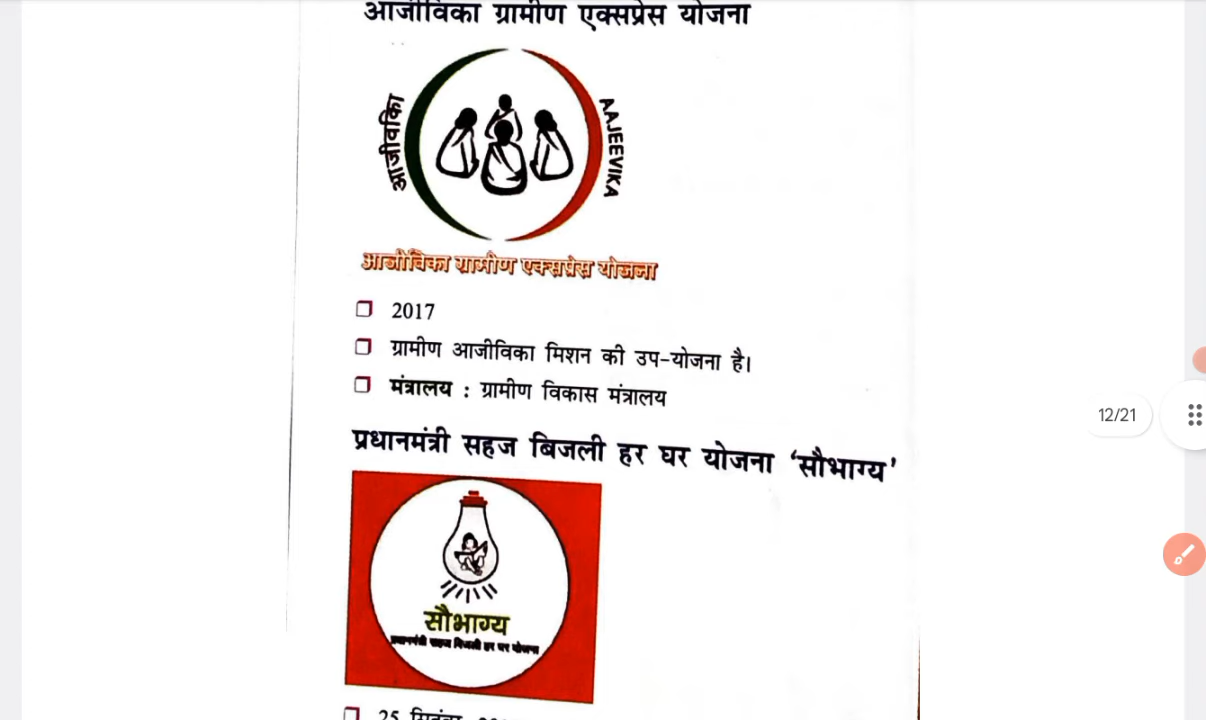 आजीविका ग्रामीण एक्सप्रेस योजना
आजीविका
AAJEEVIKA
आजीविका ग्रामीण एक्सप्रेस योजना
2017
ग्रामीण आजीविका मिशन की उप-योजना है।
मंत्रालय : ग्रामीण विकास मंत्रालय
12/21
प्रधानमंत्री सहज बिजली हर घर योजना ‘सौभाग्य’
सौभाग्य
प्रधानमंत्री सहज बिजली हर घर योजना
25